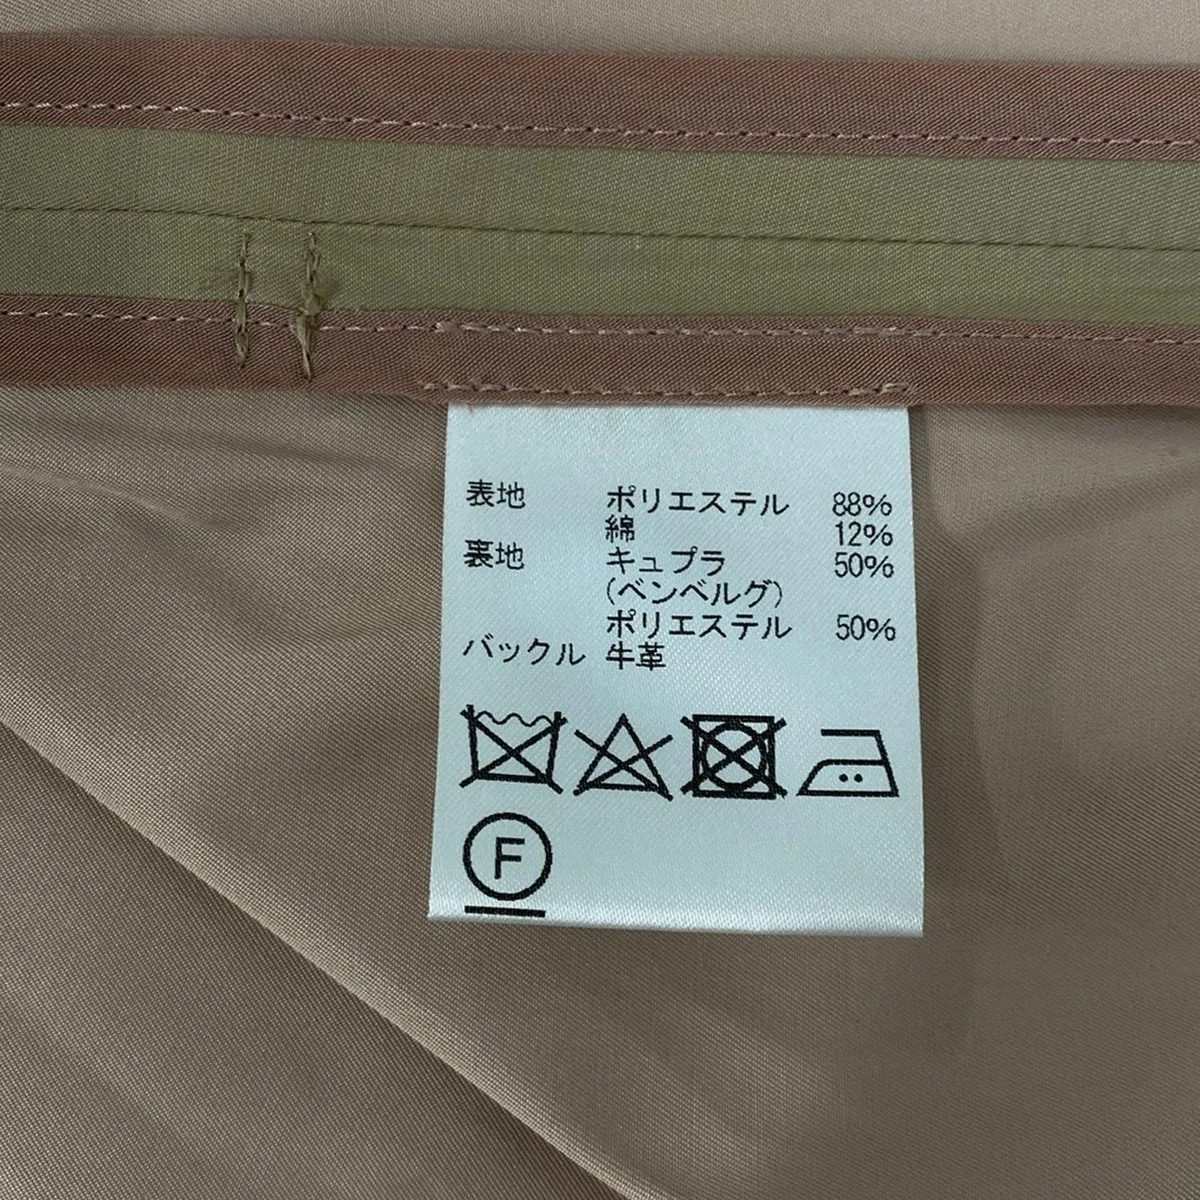 表地 ポリエステル 88%
綿 12%
裏地 キュプラ 50%
(ベンベルグ)
ポリエステル 50%
バックル 牛革
F